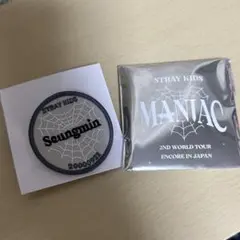 STRAY KIDS
Seungmin
STRAY KIDS
MANIAC
2ND WORLD TOUR
ENCORE IN JAPAN